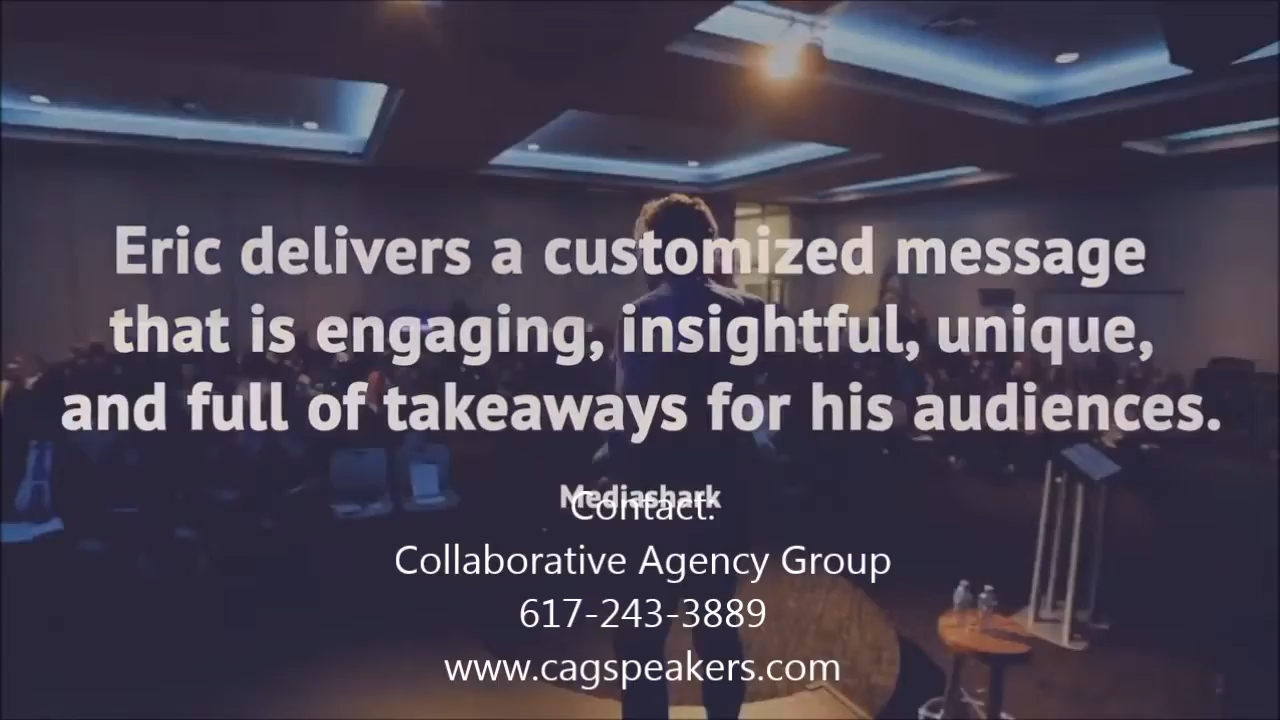 Eric delivers a customized message
that is engaging, insightful, unique,
and full of takeaways for his audiences.
Mediashark
Contact:
Collaborative Agency Group
617-243-3889
www.cagspeakers.com